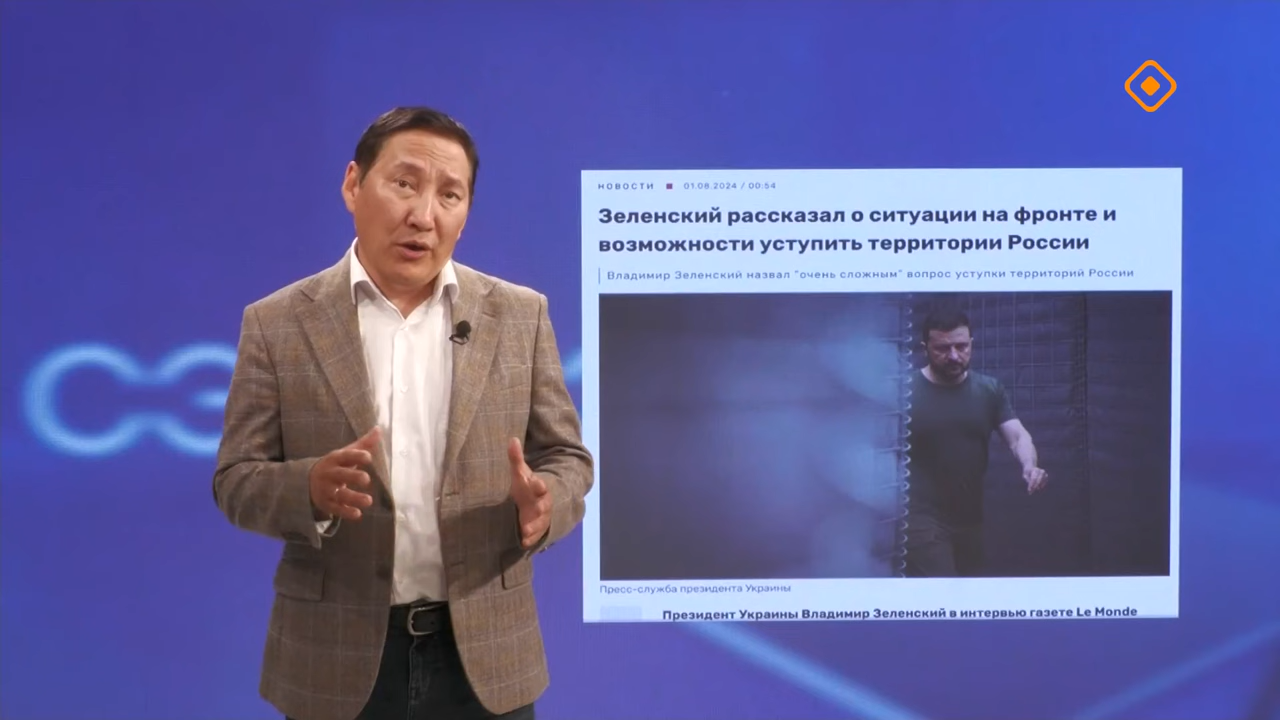 НОВОСТИ 01.08.2024 / 00:54
Зеленский рассказал о ситуации на фронте и
возможности уступить территории России
Владимир Зеленский назвал "очень сложным" вопрос уступки территорий России
Пресс-служба президента Украины
Президент Украины Владимир Зеленский в интервью газете Le Monde